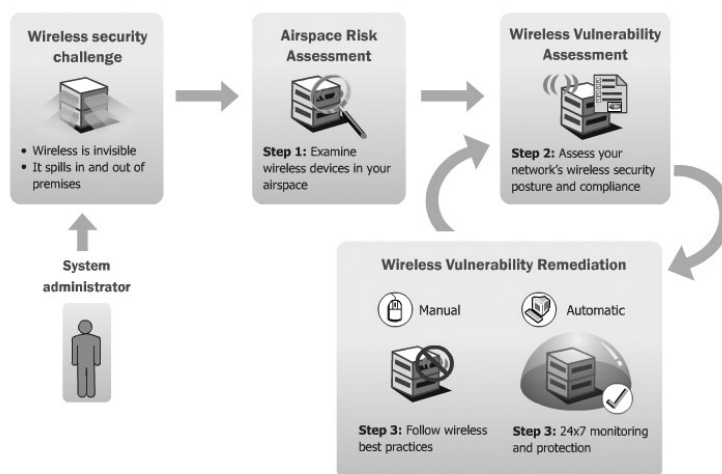 Wireless security
challenge
• Wireless is invisible
• It spills in and out of
premises
System
administrator
Airspace Risk
Assessment
Step 1: Examine
wireless devices in your
airspace
Wireless Vulnerability
Assessment
Step 2: Assess your
network's wireless security
posture and compliance
Wireless Vulnerability Remediation
Manual
Step 3: Follow wireless
best practices
Automatic
Step 3: 24x7 monitoring
and protection